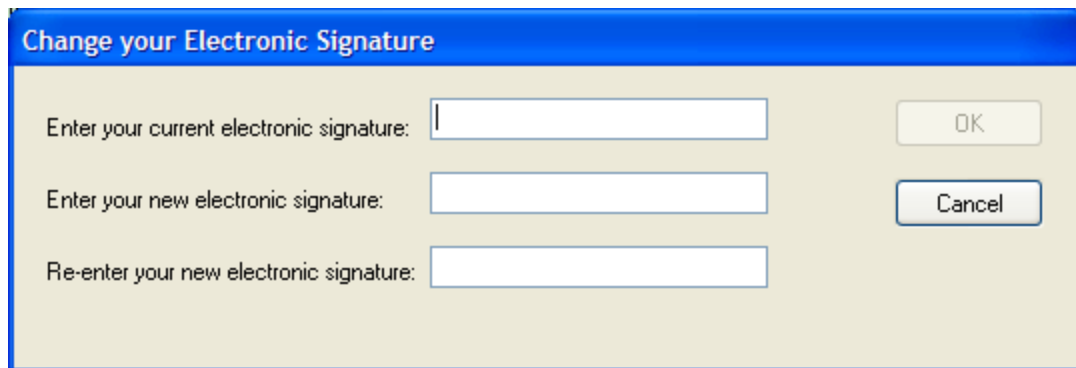 Change your Electronic Signature
Enter your current electronic signature:
OK
Enter your new electronic signature:
Cancel
Re-enter your new electronic signature: